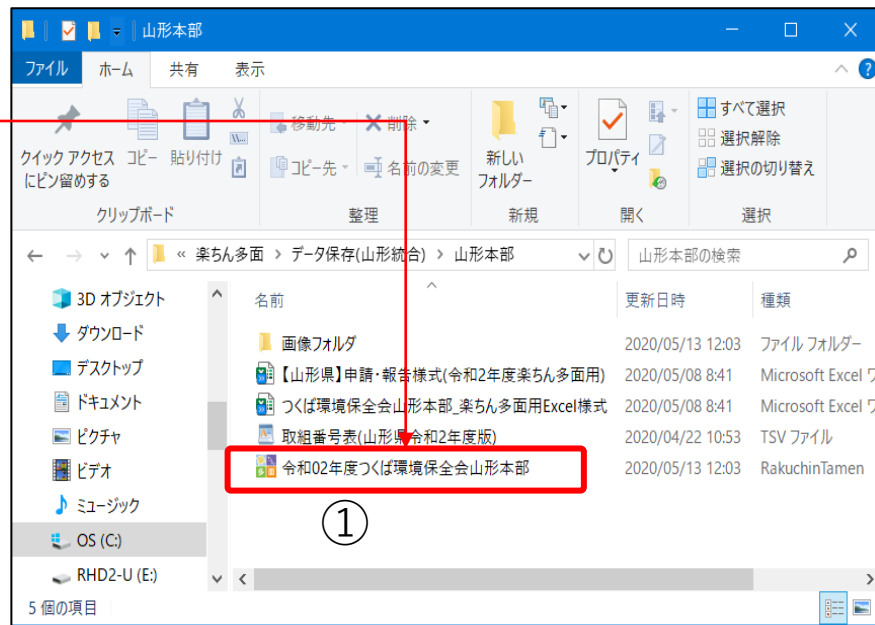 山形本部
ファイル ホーム 共有 表示
クイック アクセスにピン留めする
コピー
貼り付け
移動先
コピー先
削除
名前の変更
新しいフォルダー
プロパティ
すべて選択
選択解除
選択の切り替え
クリップボード 整理 新規 開く 選択
« 楽ちん多面 › データ保存(山形統合) › 山形本部
山形本部の検索
3D オブジェクト
ダウンロード
デスクトップ
ドキュメント
ピクチャ
ビデオ
ミュージック
OS (C:)
RHD2-U (E:)
名前 更新日時 種類
画像フォルダ 2020/05/13 12:03 ファイル フォルダー
【山形県】申請・報告様式(令和2年度楽ちん多面用) 2020/05/08 8:41 Microsoft Excel
つくば環境保全会山形本部_楽ちん多面用Excel様式 2020/05/08 8:41 Microsoft Excel
取組番号表(山形県令和2年度版) 2020/04/22 10:53 TSV ファイル
令和02年度つくば環境保全会山形本部 2020/05/13 12:03 RakuchinTamen
①
5 個の項目